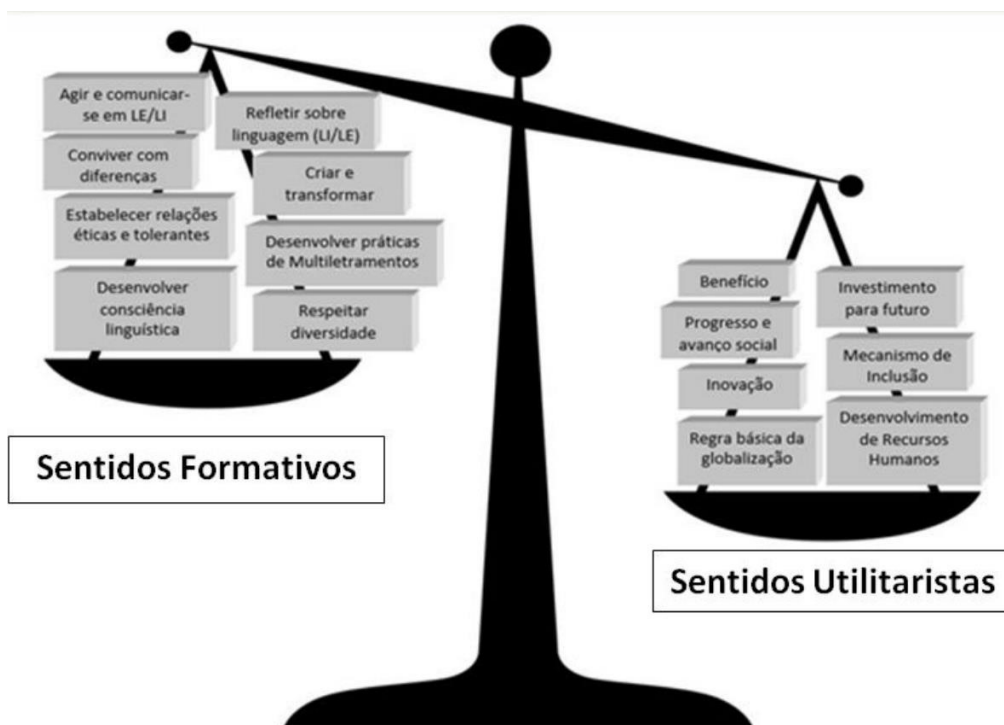 Agir e comunicar-
se em LE/LI
Refletir sobre
linguagem (LI/LE)
Conviver com
diferenças
Criar e
transformar
Estabelecer relações
éticas e tolerantes
Desenvolver práticas
de Multiletramentos
Desenvolver
consciência
linguística
Respeitar
diversidade
Sentidos Formativos
Benefício
Investimento
para futuro
Progresso e
avanço social
Mecanismo de
Inclusão
Inovação
Desenvolvimento
de Recursos
Humanos
Regra básica da
globalização
Sentidos Utilitaristas